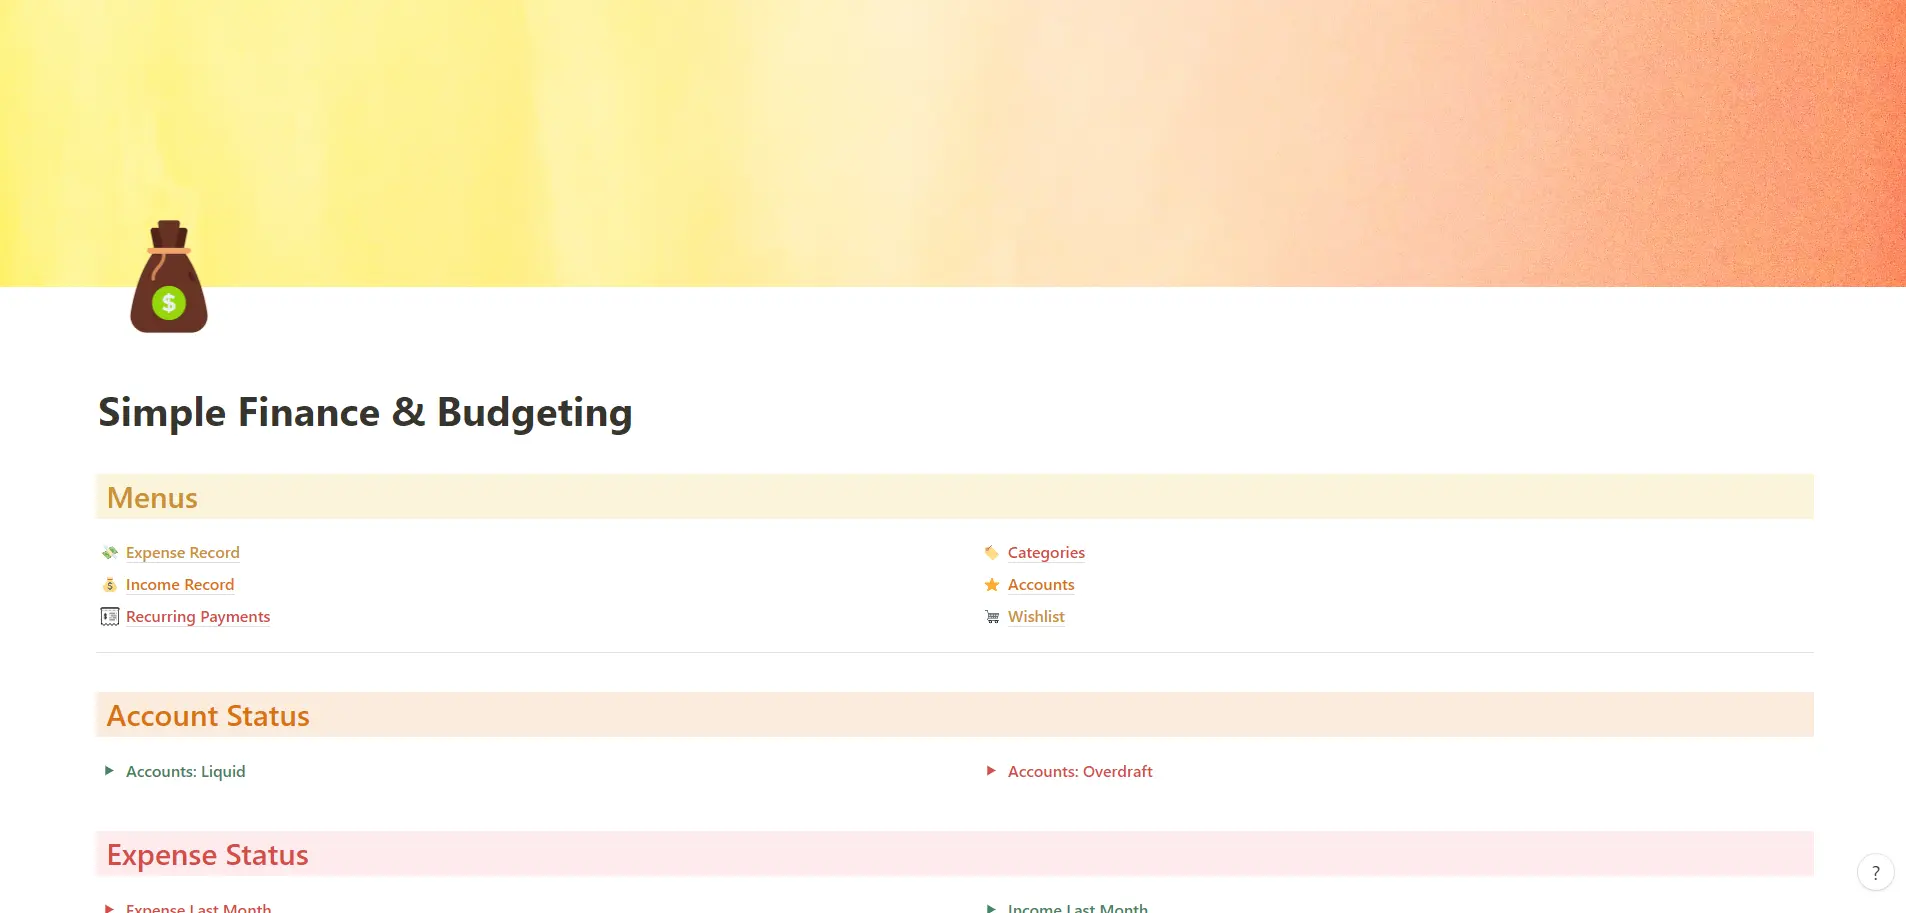 $
Simple Finance & Budgeting
Menus
Expense Record
Income Record
Recurring Payments
Categories
Accounts
Wishlist
Account Status
Accounts: Liquid
Accounts: Overdraft
Expense Status
Expense Last Month
Income Last Month
?